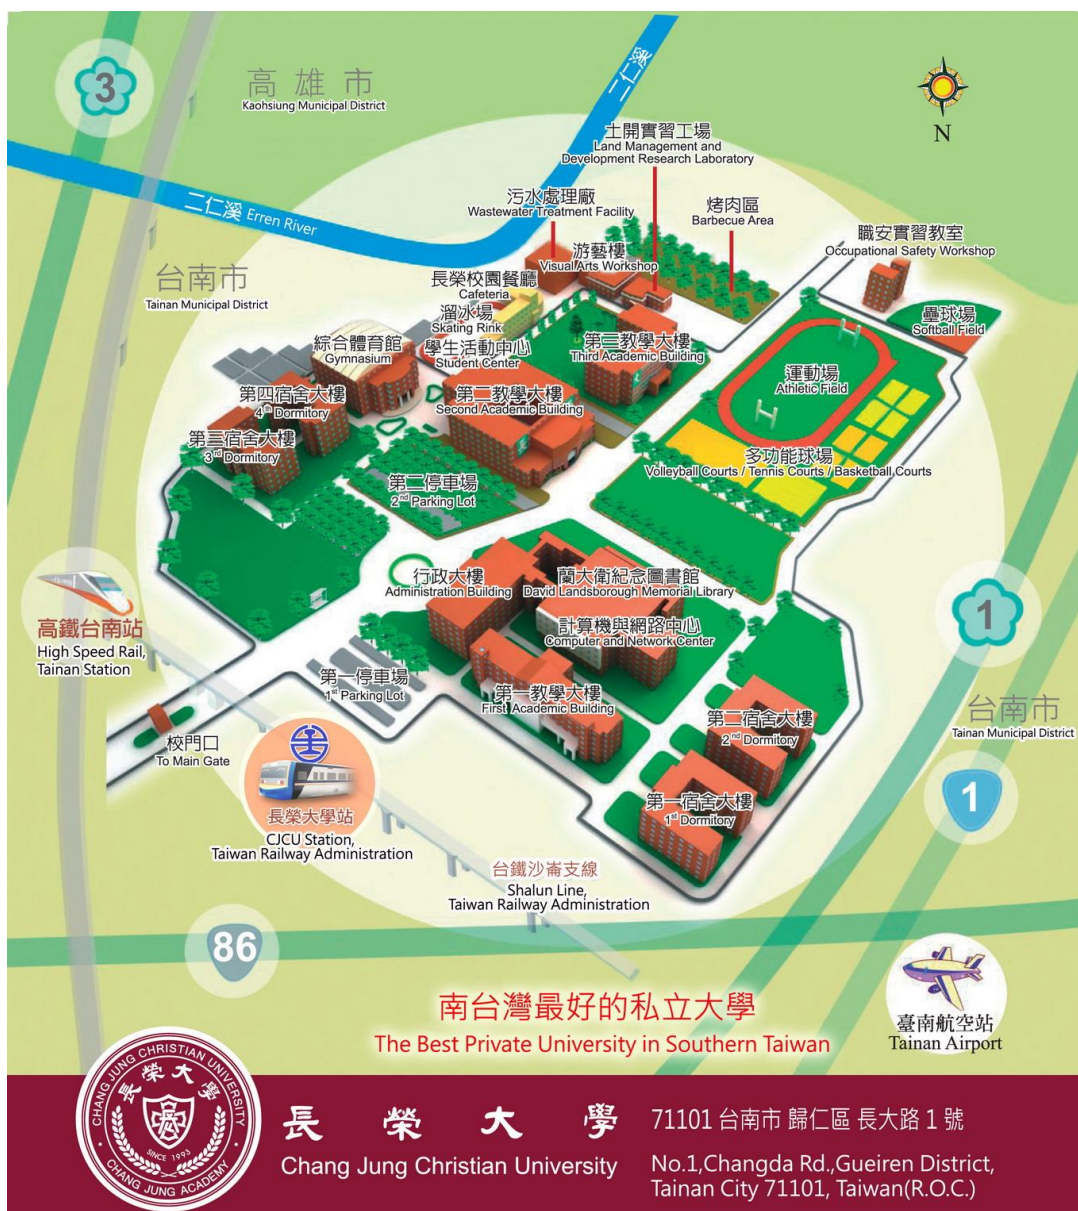 3
高雄市
Kaohsiung Municipal District
二仁溪
N
土開實習工場
Land Management and
Development Research Laboratory
污水處理廠
Wastewater Treatment Facility
烤肉區
Barbecue Area
二仁溪 Erren River
游藝樓
Visual Arts Workshop
職安實習教室
Occupational Safety Workshop
台南市
Tainan Municipal District
長榮校園餐廳
Cafeteria
溜冰場
Skating Rink
壘球場
Softball Field
綜合體育館
Gymnasium
學生活動中心
Student Center
第三教學大樓
Third Academic Building
運動場
Athletic Field
第四宿舍大樓
4th Dormitory
第二教學大樓
Second Academic Building
第三宿舍大樓
3rd Dormitory
多功能球場
Volleyball Courts / Tennis Courts / Basketball Courts
第二停車場
2nd Parking Lot
行政大樓
Administration Building
蘭大衛紀念圖書館
David Landsborough Memorial Library
計算機與網路中心
Computer and Network Center
高鐵台南站
High Speed Rail,
Tainan Station
1
第一停車場
1st Parking Lot
第一教學大樓
First Academic Building
第二宿舍大樓
2nd Dormitory
台南市
Tainan Municipal District
校門口
To Main Gate
1
第一宿舍大樓
1st Dormitory
長榮大學站
CJCU Station,
Taiwan Railway Administration
台鐵沙崙支線
Shalun Line,
Taiwan Railway Administration
86
南台灣最好的私立大學
The Best Private University in Southern Taiwan
臺南航空站
Tainan Airport
CHANG JUNG CHRISTIAN UNIVERSITY
長榮大學
SINCE 1993
CHANG JUNG ACADEMY
長榮大學
Chang Jung Christian University
71101 台南市 歸仁區 長大路 1 號
No.1,Changda Rd.,Gueiren District,
Tainan City 71101, Taiwan(R.O.C.)